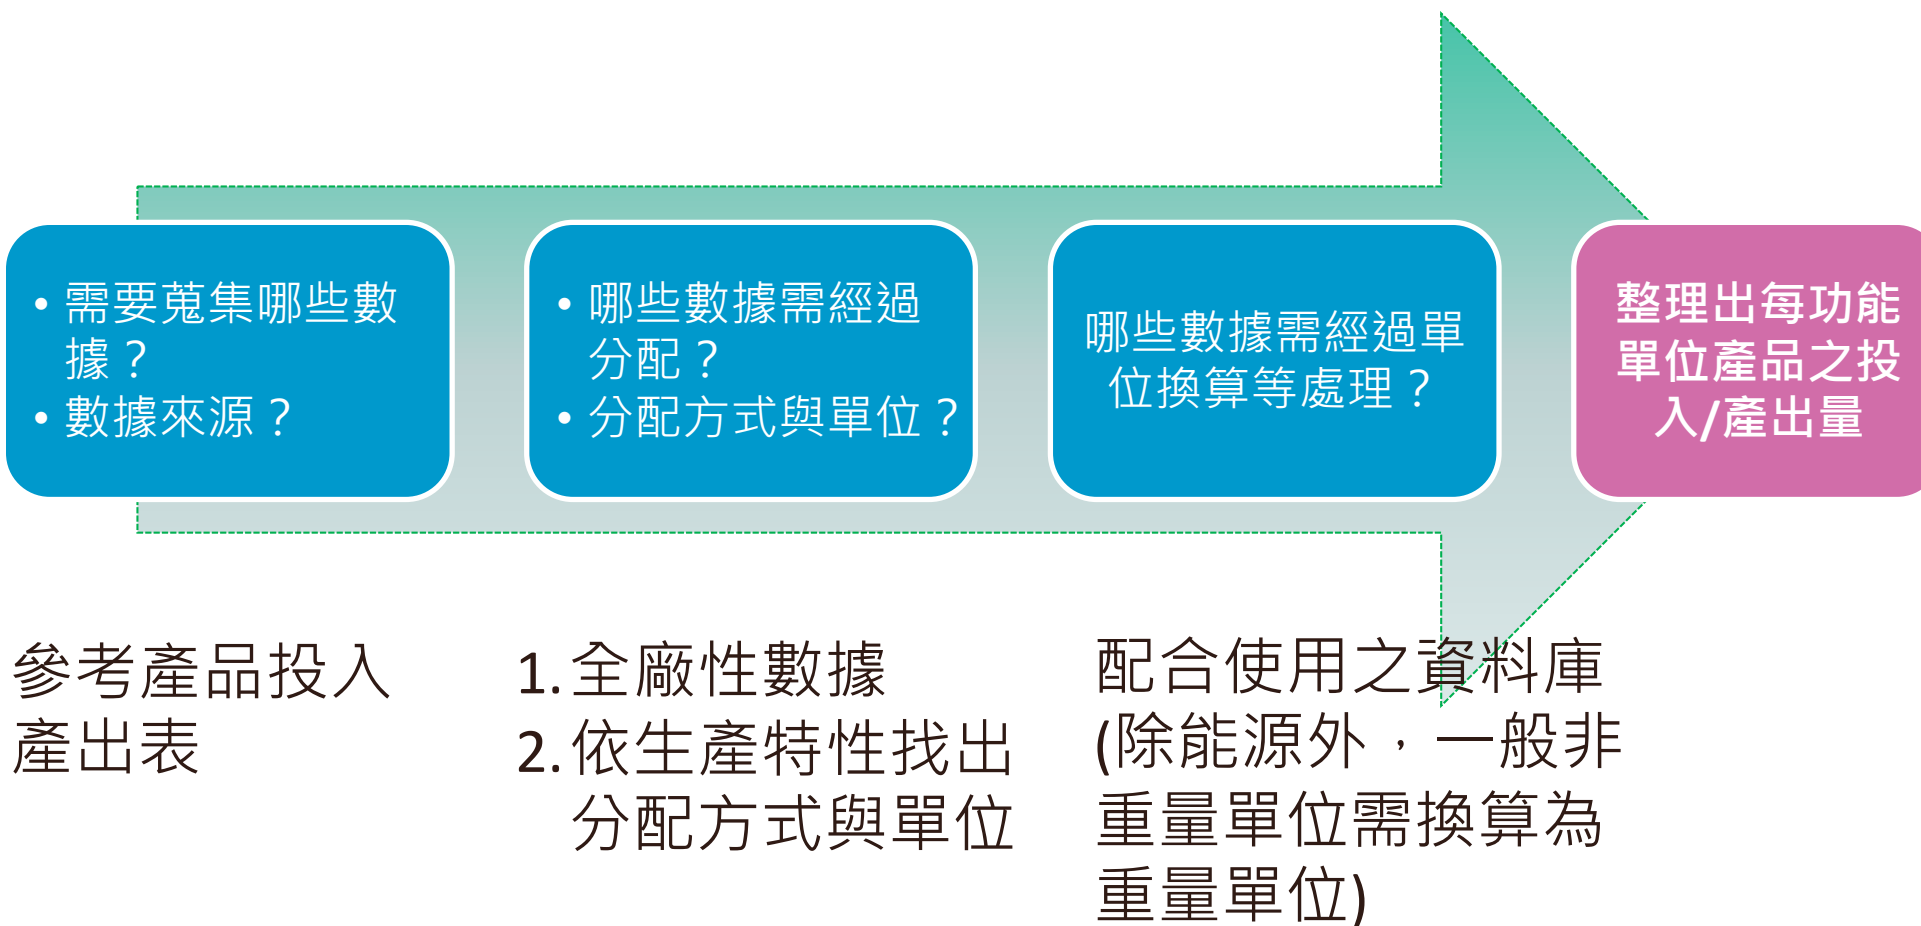 • 需要蒐集哪些數
據？
• 數據來源？
• 哪些數據需經過
分配？
• 分配方式與單位？
哪些數據需經過單
位換算等處理？
整理出每功能
單位產品之投
入/產出量
參考產品投入
產出表
1. 全廠性數據
2. 依生產特性找出
分配方式與單位
配合使用之資料庫
(除能源外，一般非
重量單位需換算為
重量單位)